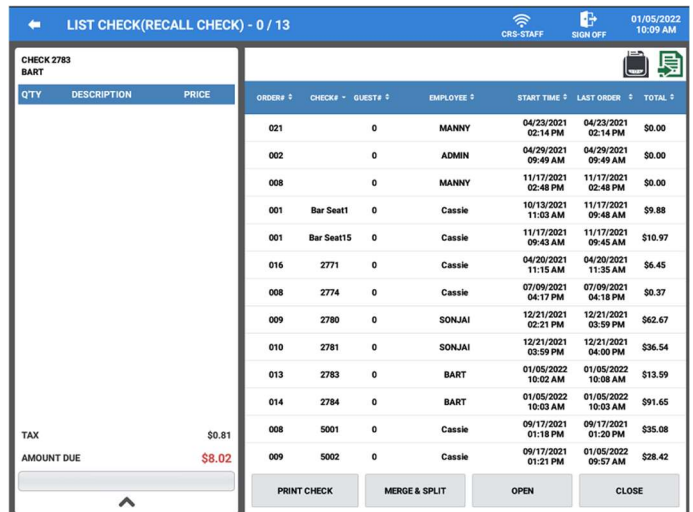 LIST CHECK(RECALL CHECK) - 0 / 13
CRS-STAFF
SIGN OFF
01/05/2022
10:09 AM
CHECK 2783
BART
Q'TY DESCRIPTION PRICE
TAX $0.81
AMOUNT DUE $8.02
ORDER# CHECK# GUEST# EMPLOYEE START TIME LAST ORDER TOTAL
021 0 MANNY 04/23/2021 02:14 PM 04/23/2021 02:14 PM $0.00
002 0 ADMIN 04/29/2021 09:49 AM 04/29/2021 09:49 AM $0.00
008 0 MANNY 11/17/2021 02:48 PM 11/17/2021 02:48 PM $0.00
001 Bar Seat1 0 Cassie 10/13/2021 11:03 AM 11/17/2021 09:48 AM $9.88
001 Bar Seat15 0 Cassie 11/17/2021 09:43 AM 11/17/2021 09:45 AM $10.97
016 2771 0 Cassie 04/20/2021 11:15 AM 04/20/2021 11:35 AM $6.45
008 2774 0 Cassie 07/09/2021 04:17 PM 07/09/2021 04:18 PM $0.37
009 2780 0 SONJAI 12/21/2021 02:21 PM 12/21/2021 03:59 PM $62.67
010 2781 0 SONJAI 12/21/2021 03:59 PM 12/21/2021 04:00 PM $36.54
013 2783 0 BART 01/05/2022 10:02 AM 01/05/2022 10:08 AM $13.59
014 2784 0 BART 01/05/2022 10:03 AM 01/05/2022 10:03 AM $91.65
008 5001 0 Cassie 09/17/2021 01:18 PM 09/17/2021 01:20 PM $35.08
009 5002 0 Cassie 09/17/2021 01:21 PM 01/05/2022 09:57 AM $28.42
PRINT CHECK MERGE & SPLIT OPEN CLOSE